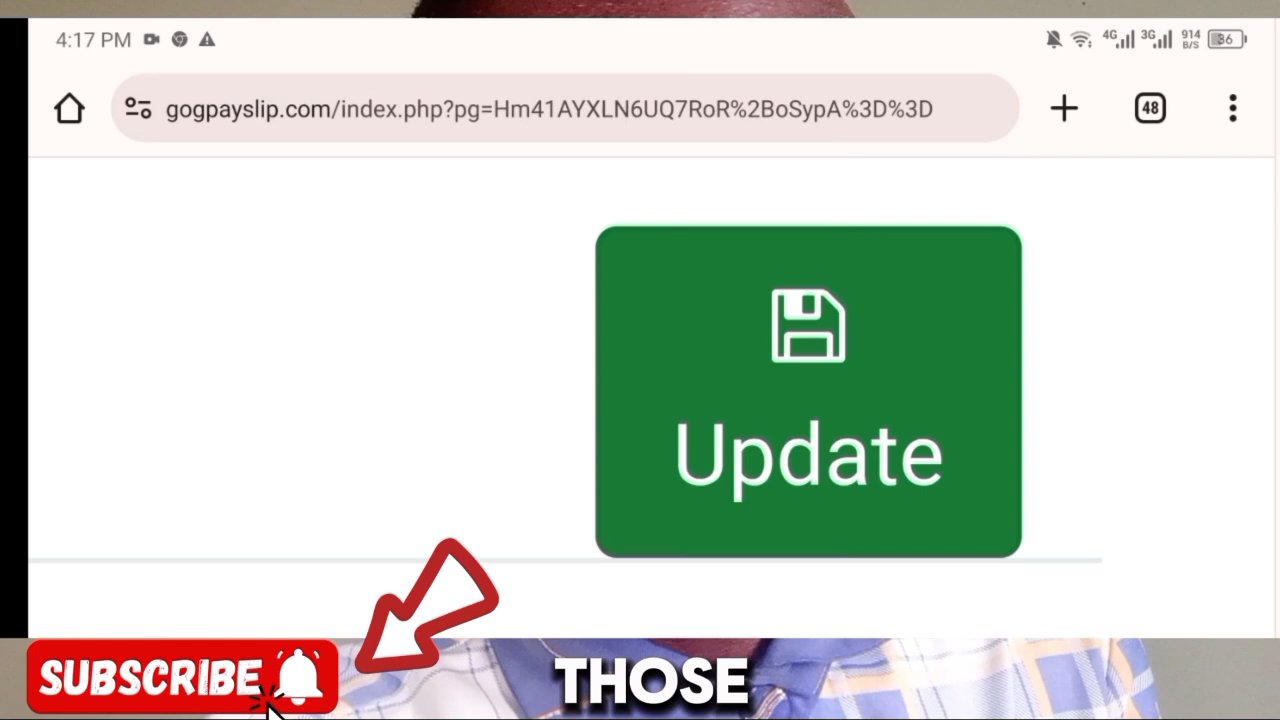 4:17 PM
4G 3G 914 B/S 36
gogpayslip.com/index.php?pg=Hm41AYXLN6UQ7RoR%2BoSypA%3D%3D
48
Update
SUBSCRIBE
THOSE